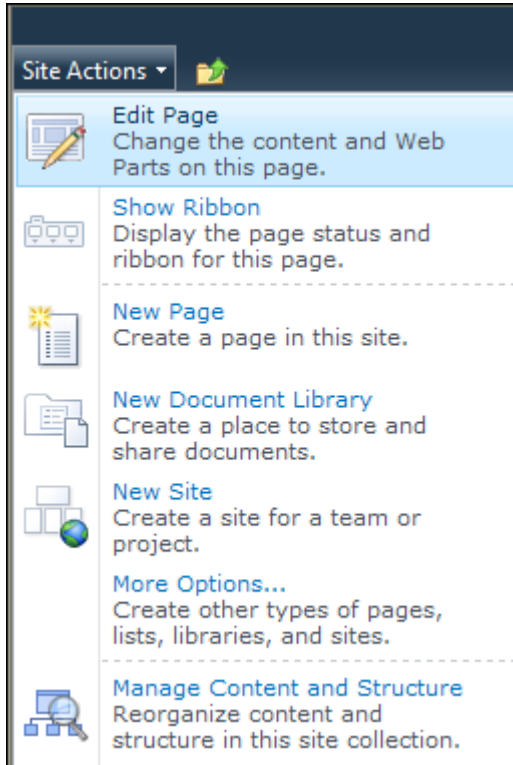 Site Actions
Edit Page
Change the content and Web
Parts on this page.
Show Ribbon
Display the page status and
ribbon for this page.
New Page
Create a page in this site.
New Document Library
Create a place to store and
share documents.
New Site
Create a site for a team or
project.
More Options...
Create other types of pages,
lists, libraries, and sites.
Manage Content and Structure
Reorganize content and
structure in this site collection.